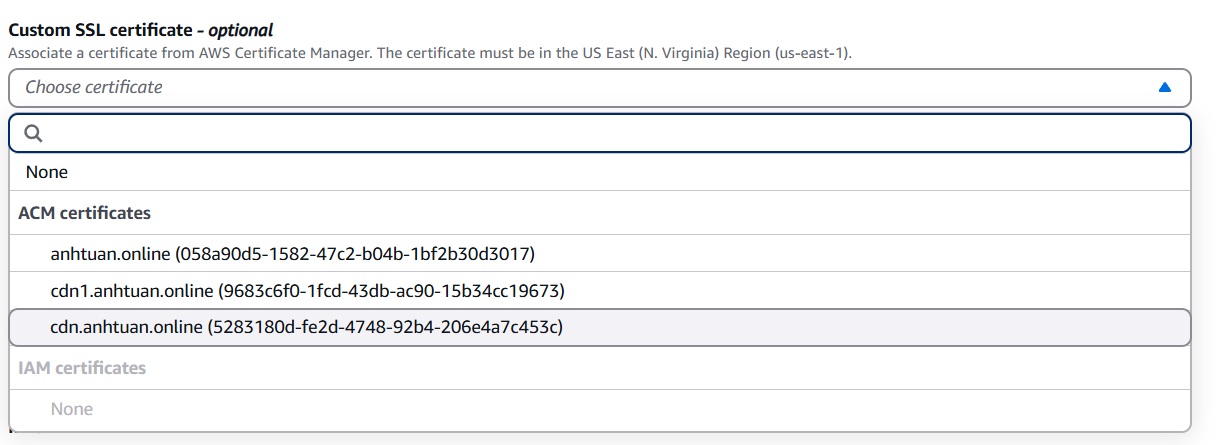 Custom SSL certificate - optional
Associate a certificate from AWS Certificate Manager. The certificate must be in the US East (N. Virginia) Region (us-east-1).
Choose certificate
None
ACM certificates
anhtuan.online (058a90d5-1582-47c2-b04b-1bf2b30d3017)
cdn1.anhtuan.online (9683c6f0-1fcd-43db-ac90-15b34cc19673)
cdn.anhtuan.online (5283180d-fe2d-4748-92b4-206e4a7c453c)
IAM certificates
None